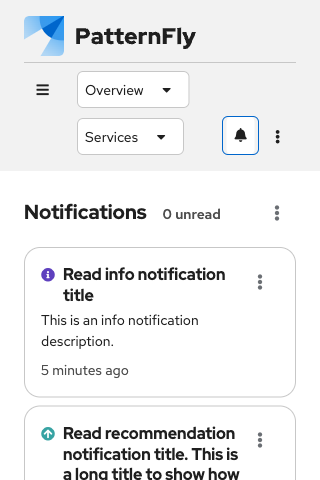 PatternFly
Overview
Services
Notifications 0 unread
Read info notification
title
This is an info notification
description.
5 minutes ago
Read recommendation
notification title. This is
a long title to show how